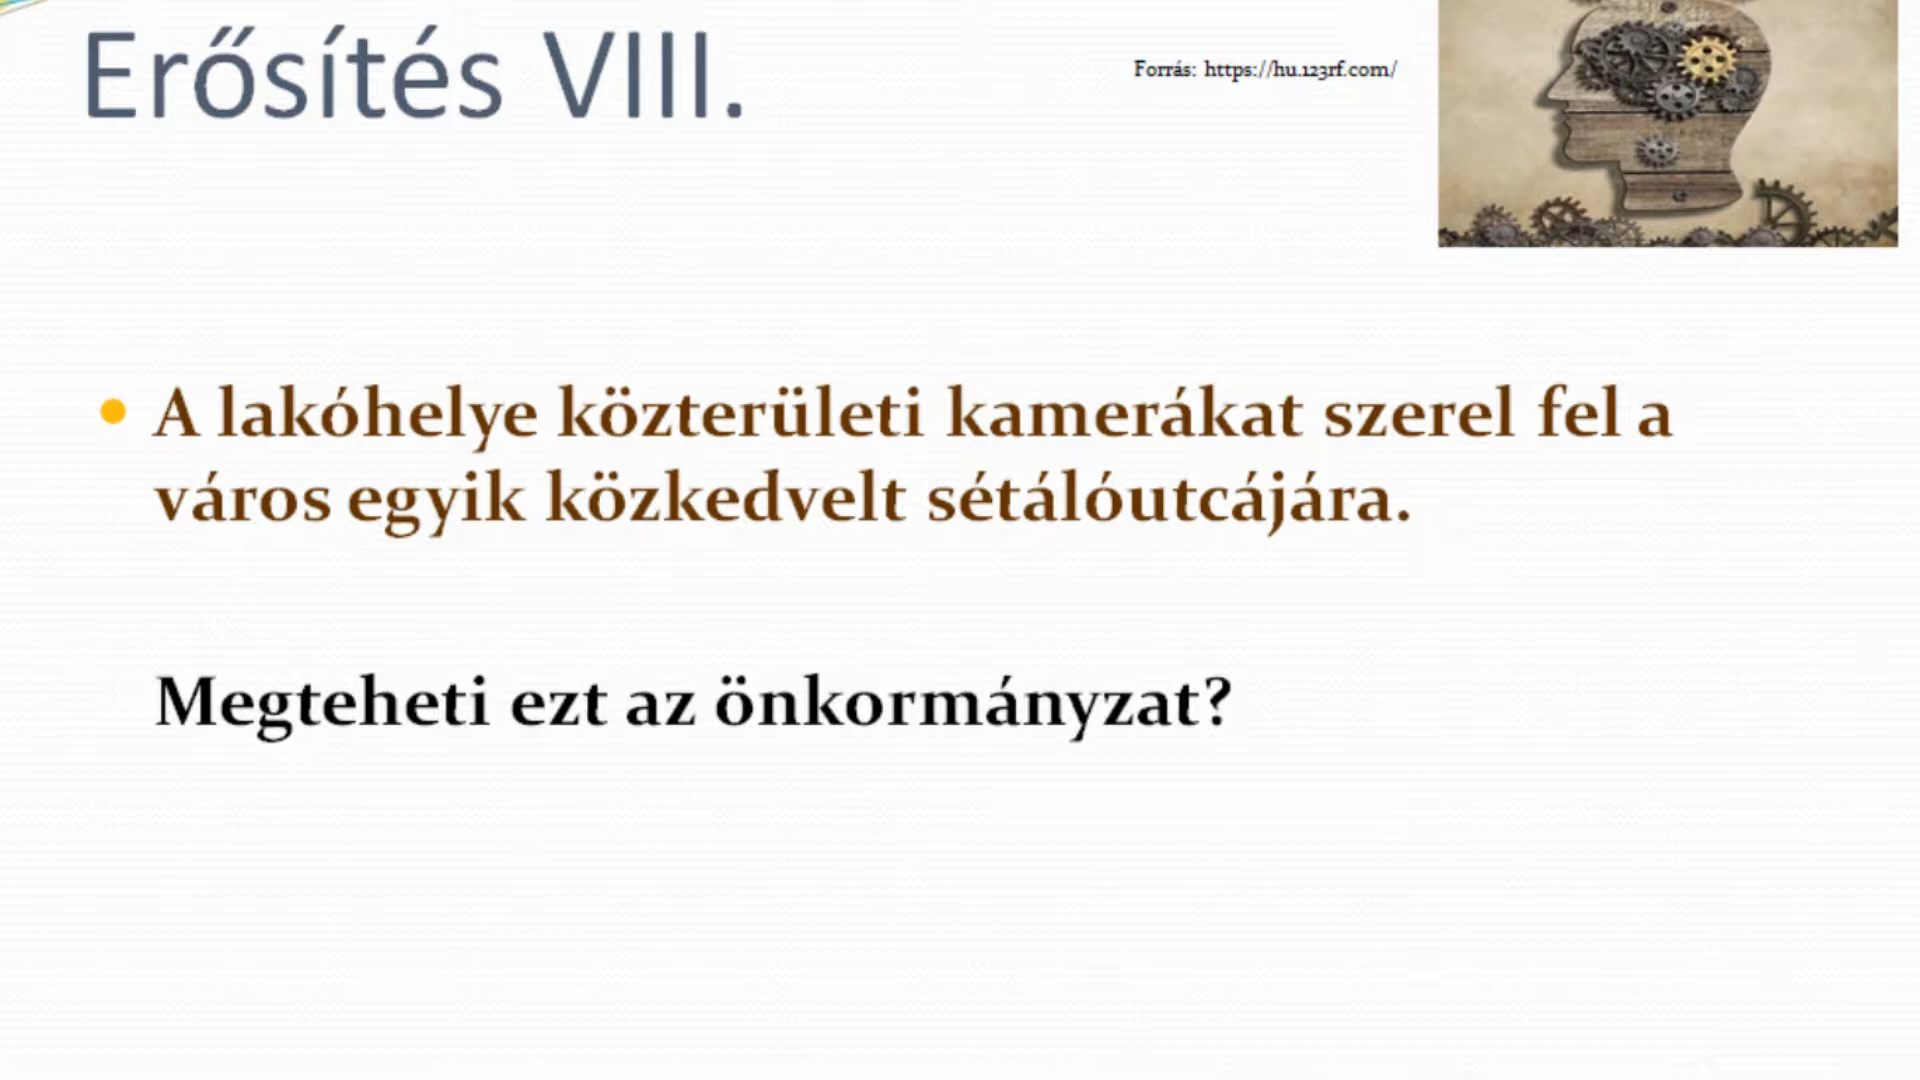 Erősítés VIII.
Forrás: https://hu.123rf.com/
A lakóhelye közterületi kamerákat szerel fel a
város egyik közkedvelt sétálóutcájára.
Megteheti ezt az önkormányzat?